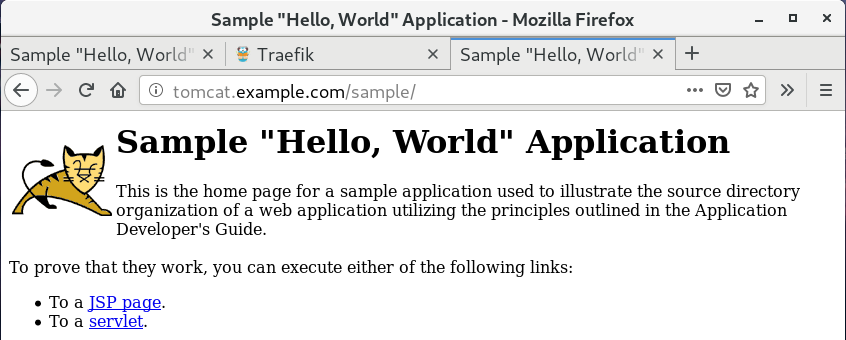 Sample "Hello, World" Application - Mozilla Firefox
Sample "Hello, World"
Traefik
Sample "Hello, World"
tomcat.example.com/sample/
Sample "Hello, World" Application
This is the home page for a sample application used to illustrate the source directory
organization of a web application utilizing the principles outlined in the Application
Developer's Guide.
To prove that they work, you can execute either of the following links:
• To a JSP page.
• To a servlet.